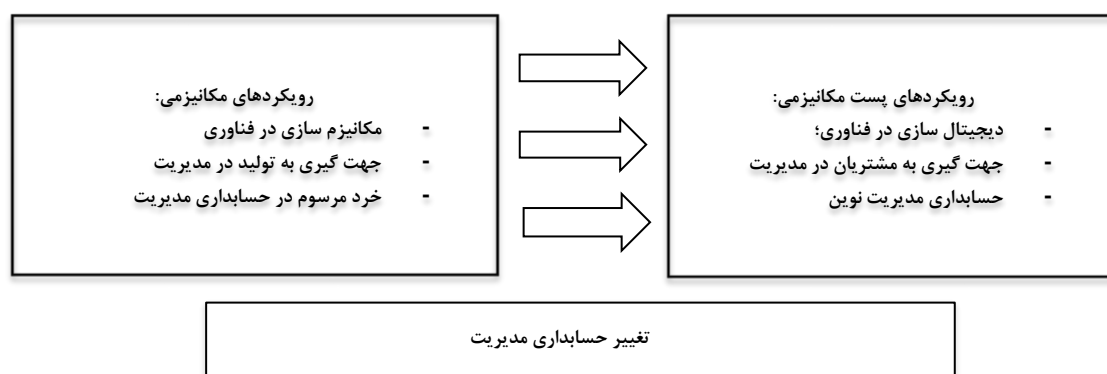 رویکردهای مکانیزمی:
- مکانیزم سازی در فناوری
- جهت گیری به تولید در مدیریت
- خرد مرسوم در حسابداری مدیریت
رویکردهای پست مکانیزمی:
- دیجیتال سازی در فناوری؛
- جهت گیری به مشتریان در مدیریت
- حسابداری مدیریت نوین
تغییر حسابداری مدیریت